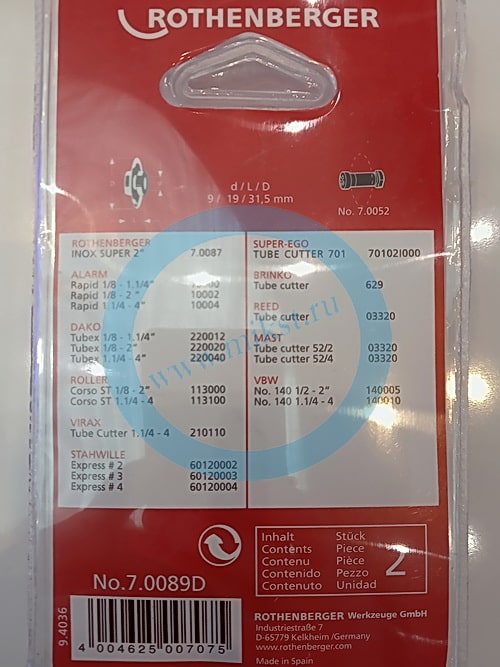 ROTHENBERGER
d / L / D
9 / 19 / 31,5 mm
No. 7.0052
ROTHENBERGER
INOX SUPER 2" 7.0087
ALARM
Rapid 1/8 - 1.1/4"
Rapid 1/8 - 2 " 10002
Rapid 1.1/4 - 4" 10004
DAKO
Tubex 1/8 - 1.1/4" 220012
Tubex 1/8 - 2" 220020
Tubex 1.1/4 - 4" 220040
ROLLER
Corso ST 1/8 - 2" 113000
Corso ST 1.1/4 - 4 113100
VIRAX
Tube Cutter 1.1/4 - 4 210110
STAHWILLE
Express # 2 60120002
Express # 3 60120003
Express # 4 60120004
SUPER-EGO
TUBE CUTTER 701 70102I000
BRINKO
Tube cutter 629
REED
Tube cutter 03320
MAST
Tube cutter 52/2 03320
Tube cutter 52/4 03320
VBW
No. 140 1/2 - 2" 140005
No. 140 1.1/4 - 4 140010
www.mikst.ru
No.7.0089D
9.4036
4 004625 007075
Inhalt Stück
Contents Piece
Contenu Pièce
Contenido Pezzo
Contenuto Unidad
2
ROTHENBERGER Werkzeuge GmbH
Industriestraße 7
D-65779 Kelkheim /Germany
www.rothenberger.com
Made in Spain